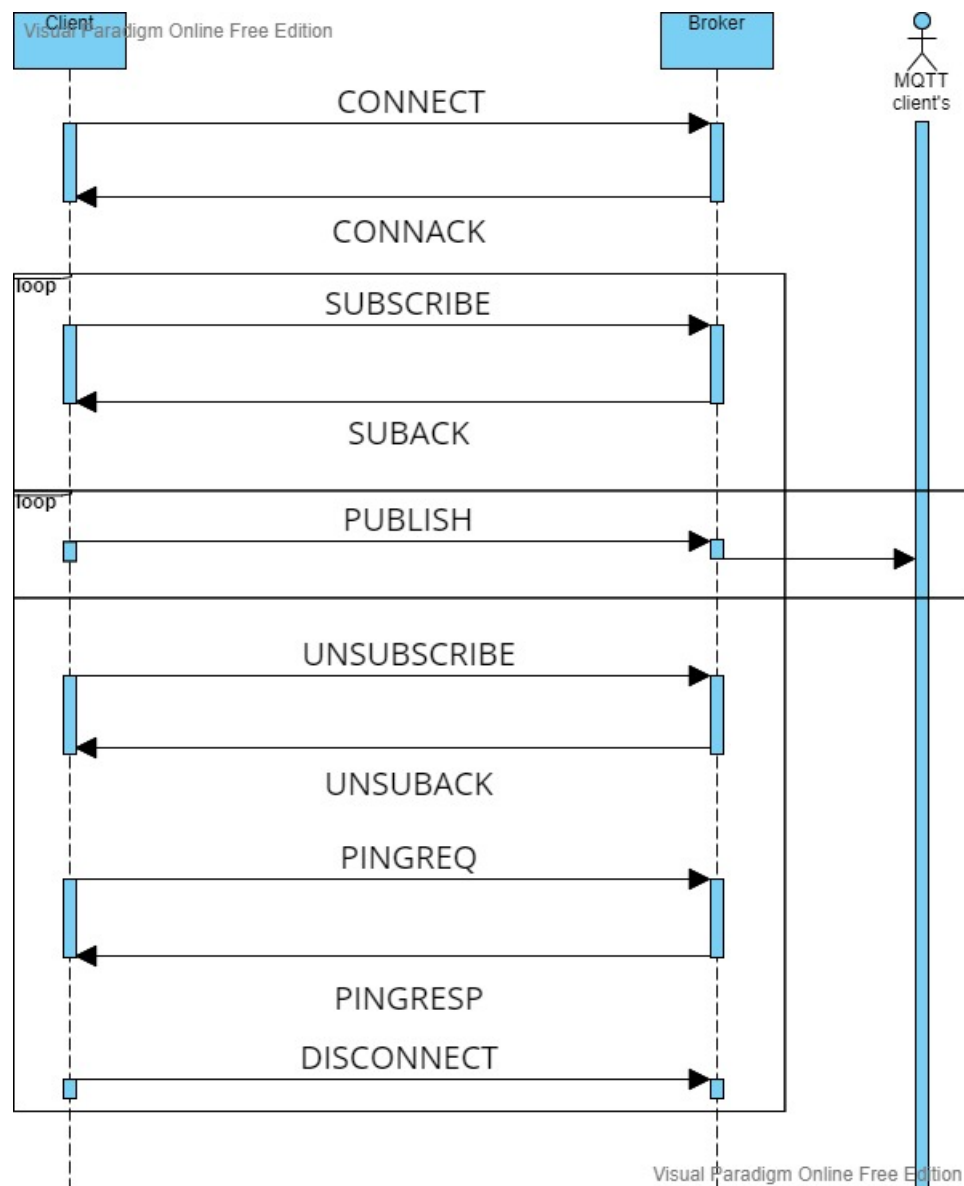 Client
Visual Paradigm Online Free Edition
Broker
MQTT
client's
CONNECT
CONNACK
loop
SUBSCRIBE
SUBACK
loop
PUBLISH
UNSUBSCRIBE
UNSUBACK
PINGREQ
PINGRESP
DISCONNECT
Visual Paradigm Online Free Edition